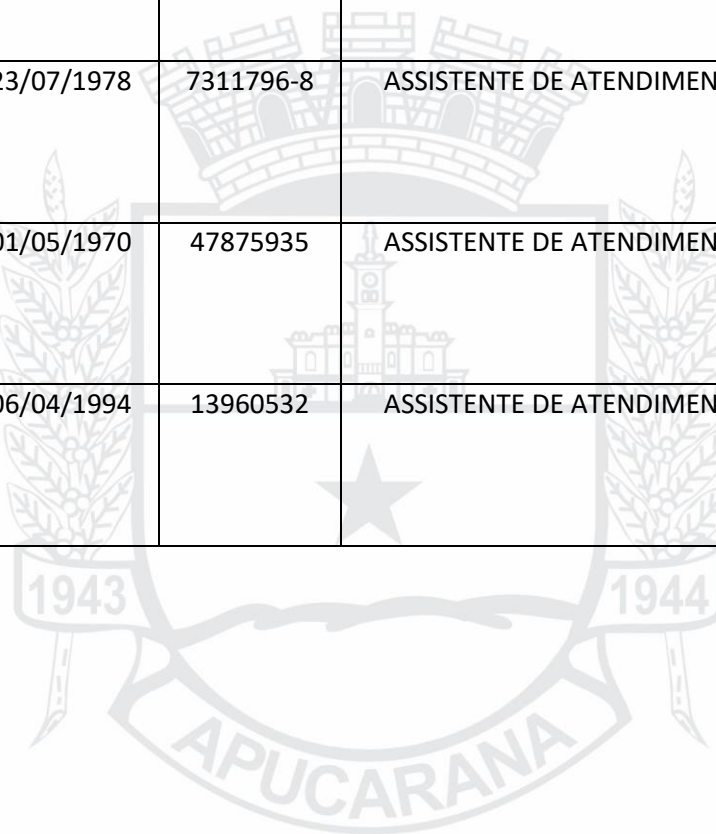 23/07/1978 7311796-8 ASSISTENTE DE ATENDIMEN
01/05/1970 47875935 ASSISTENTE DE ATENDIMEN
06/04/1994 13960532 ASSISTENTE DE ATENDIMEN
1943 1944
APUCARANA